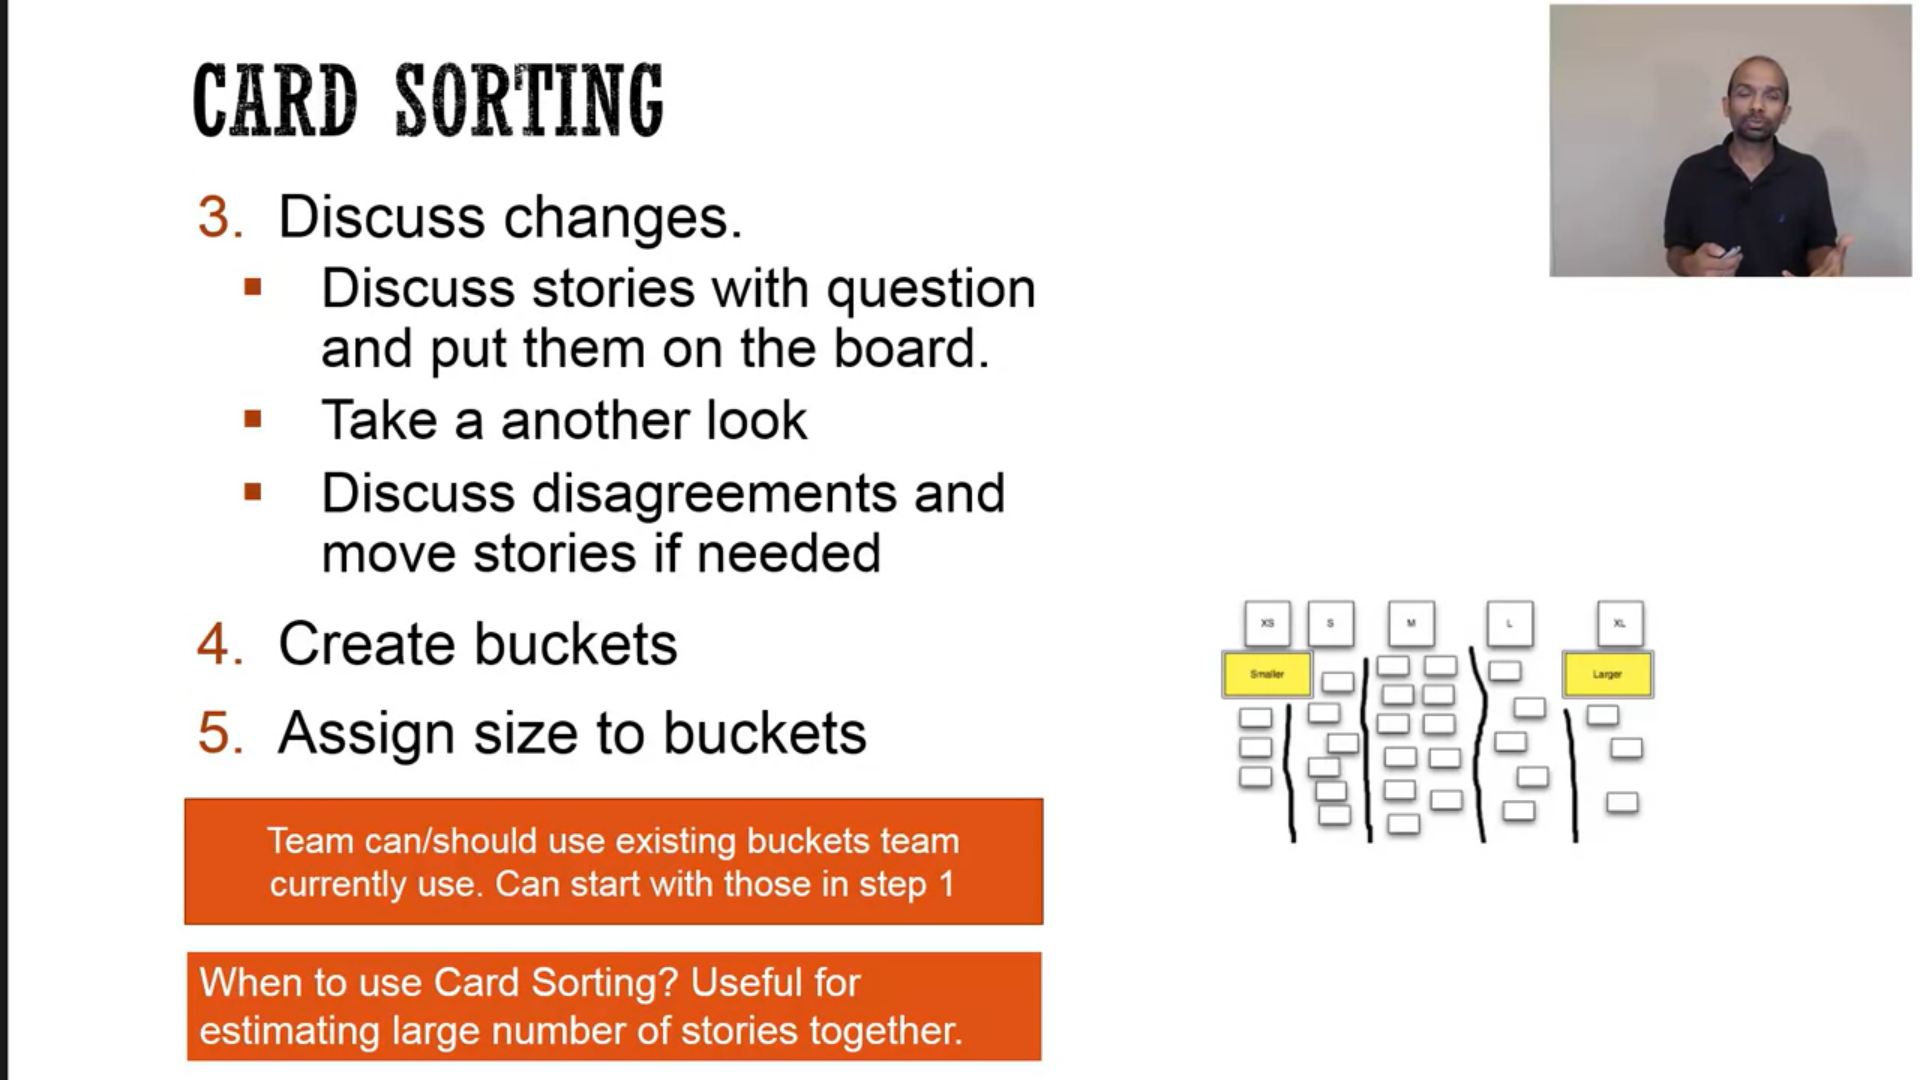 CARD SORTING
3. Discuss changes.
▪ Discuss stories with question
and put them on the board.
▪ Take a another look
▪ Discuss disagreements and
move stories if needed
4. Create buckets
5. Assign size to buckets
Team can/should use existing buckets team
currently use. Can start with those in step 1
When to use Card Sorting? Useful for
estimating large number of stories together.
XS S M L XL
Smaller Larger